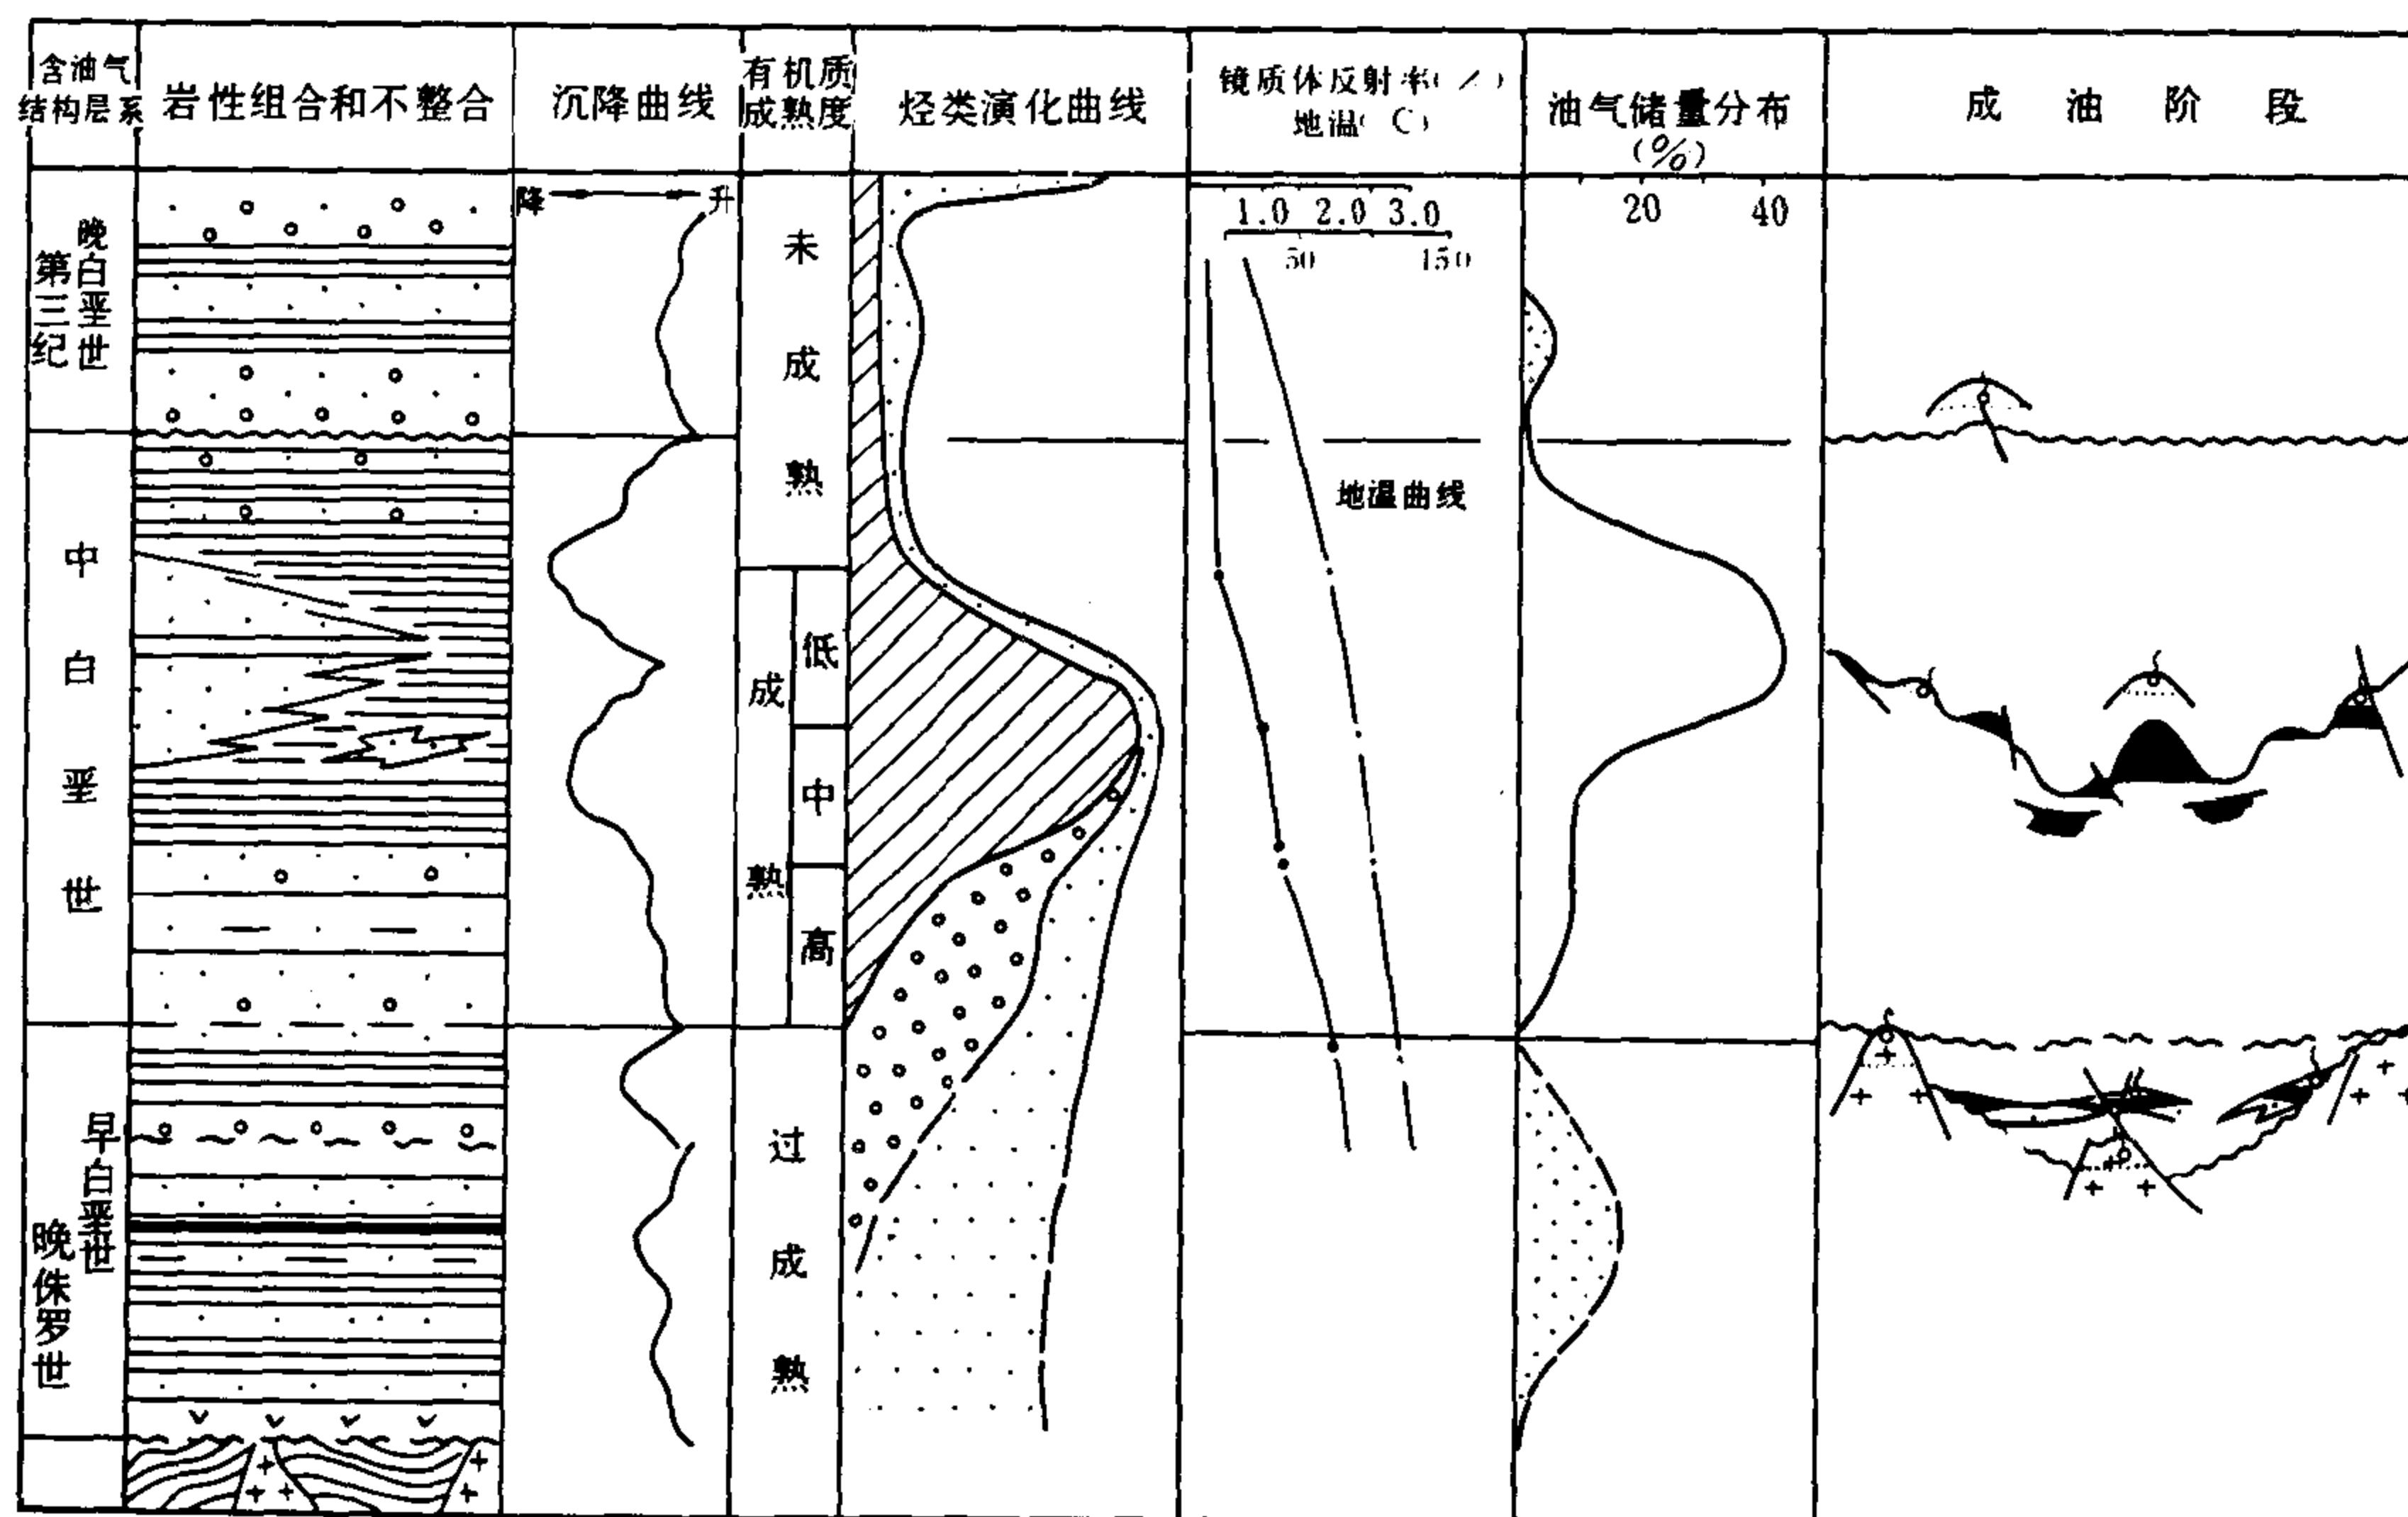 含油气
结构层系
岩性组合和不整合
沉降曲线
有机质
成熟度
烃类演化曲线
镜质体反射率(%)
地温(C)
油气储量分布
(%)
成油阶段
第三纪
晚白垩世
降
升
未成熟
1.0 2.0 3.0
50 150
20 40
地温曲线
中白垩世
成熟
低
中
高
早白垩世
晚侏罗世
过成熟